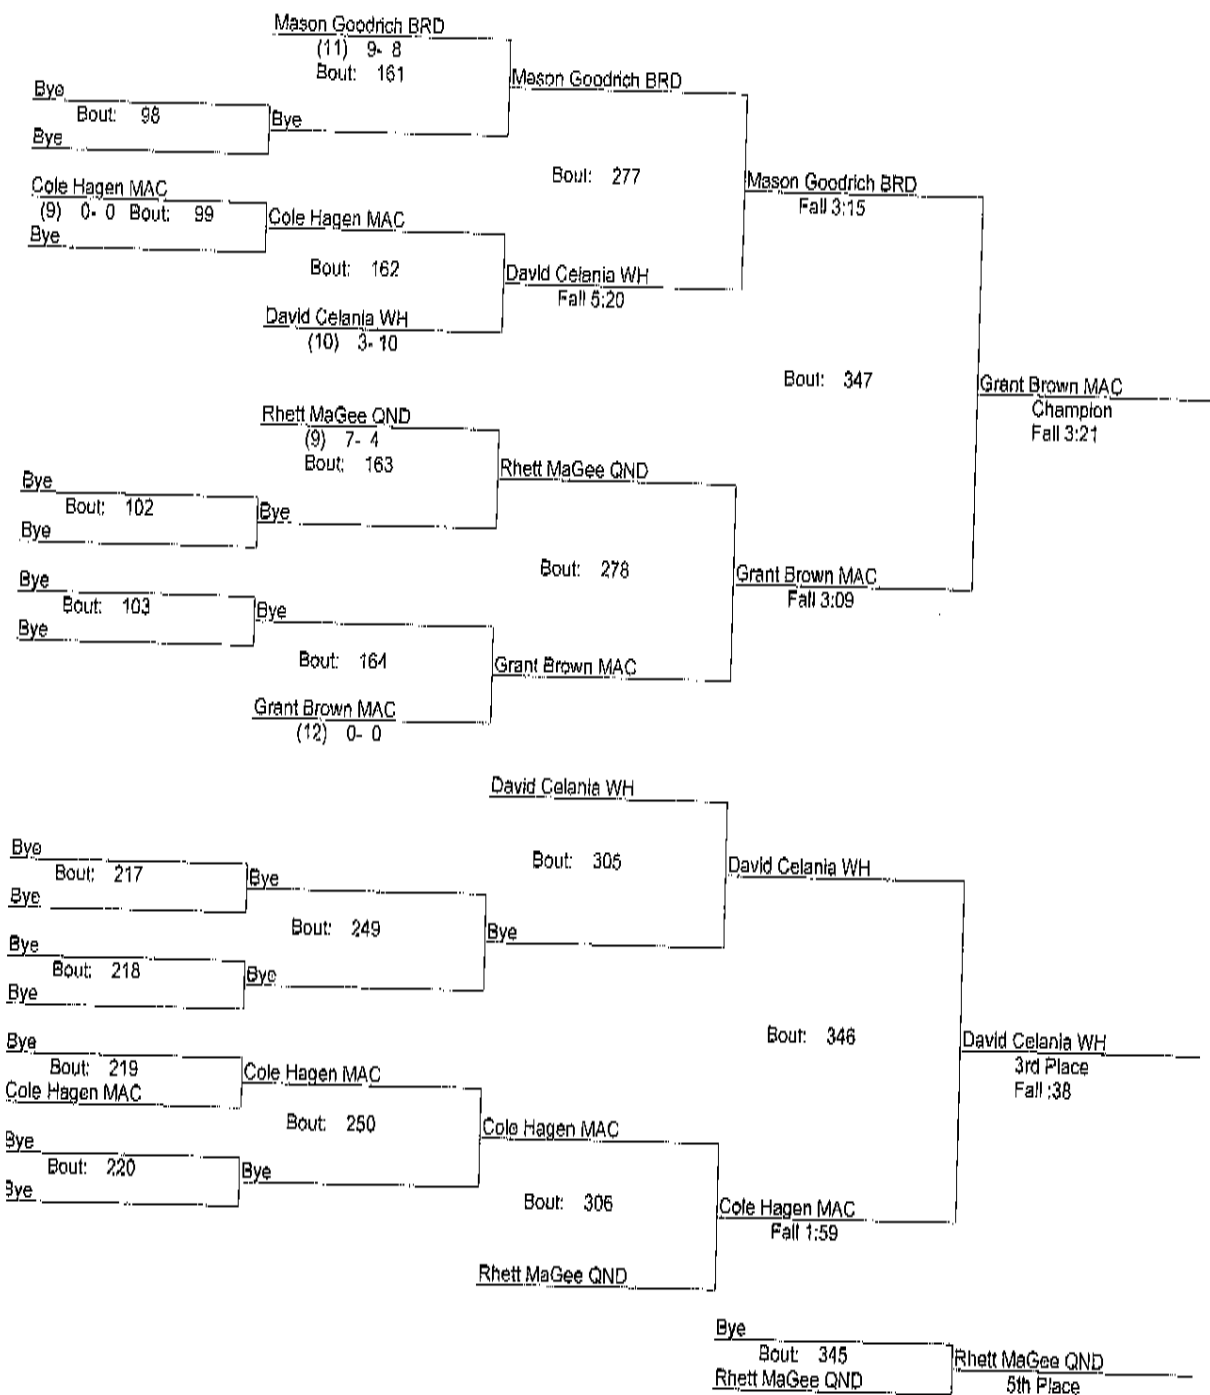 Mason Goodrich BRD
(11) 9- 8
Bout: 161
Mason Goodrich BRD
Bye
Bout: 98
Bye
Bye
Bout: 277
Mason Goodrich BRD
Fall 3:15
Cole Hagen MAC
(9) 0- 0 Bout: 99
Cole Hagen MAC
Bye
Bout: 162
David Celania WH
Fall 5:20
David Celania WH
(10) 3- 10
Bout: 347
Grant Brown MAC
Champion
Fall 3:21
Rhett MaGee QND
(9) 7- 4
Bout: 163
Rhett MaGee QND
Bye
Bout: 102
Bye
Bye
Bout: 278
Grant Brown MAC
Fall 3:09
Bye
Bout: 103
Bye
Bye
Bout: 164
Grant Brown MAC
Grant Brown MAC
(12) 0- 0
David Celania WH
Bout: 305
David Celania WH
Bye
Bout: 217
Bye
Bye
Bout: 249
Bye
Bye
Bout: 218
Bye
Bye
Bout: 346
David Celania WH
3rd Place
Fall :38
Bye
Bout: 219
Cole Hagen MAC
Cole Hagen MAC
Bout: 250
Cole Hagen MAC
Bye
Bout: 220
Bye
Bye
Bout: 306
Cole Hagen MAC
Fall 1:59
Rhett MaGee QND
Bye
Bout: 345
Rhett MaGee QND
Rhett MaGee QND
5th Place